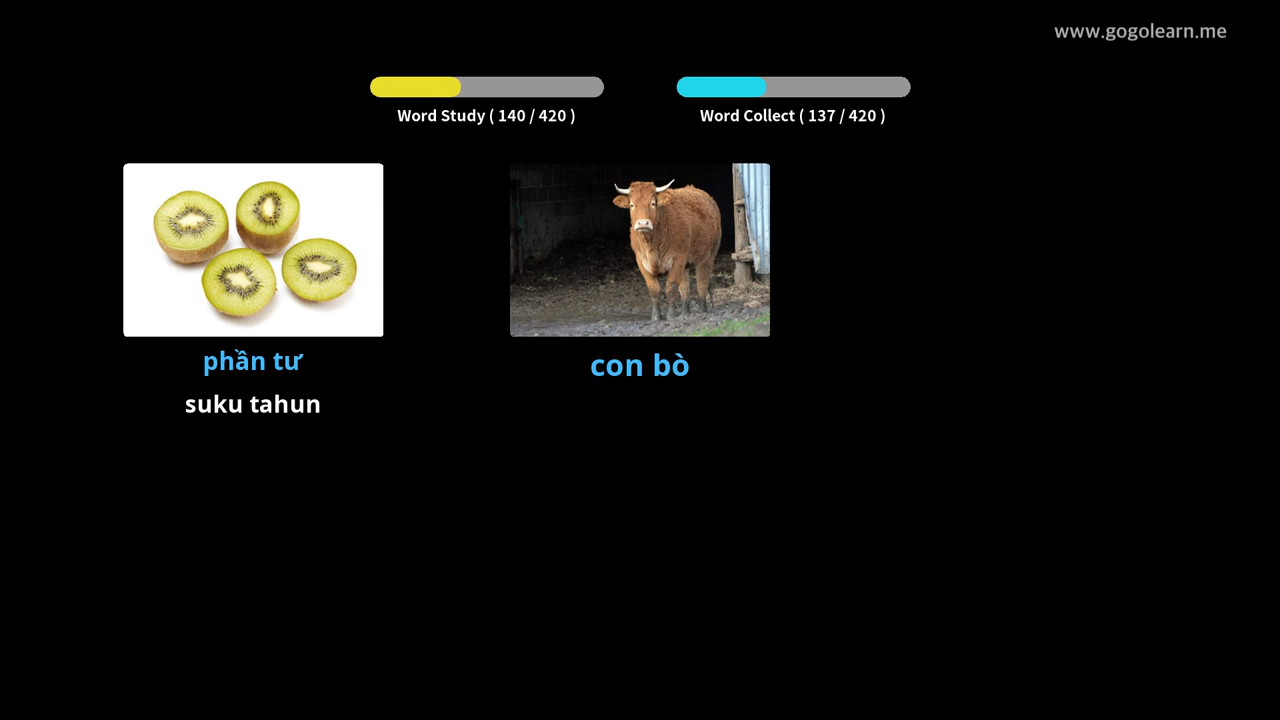 www.gogolearn.me
Word Study ( 140 / 420 )
Word Collect ( 137 / 420 )
phần tư
suku tahun
con bò